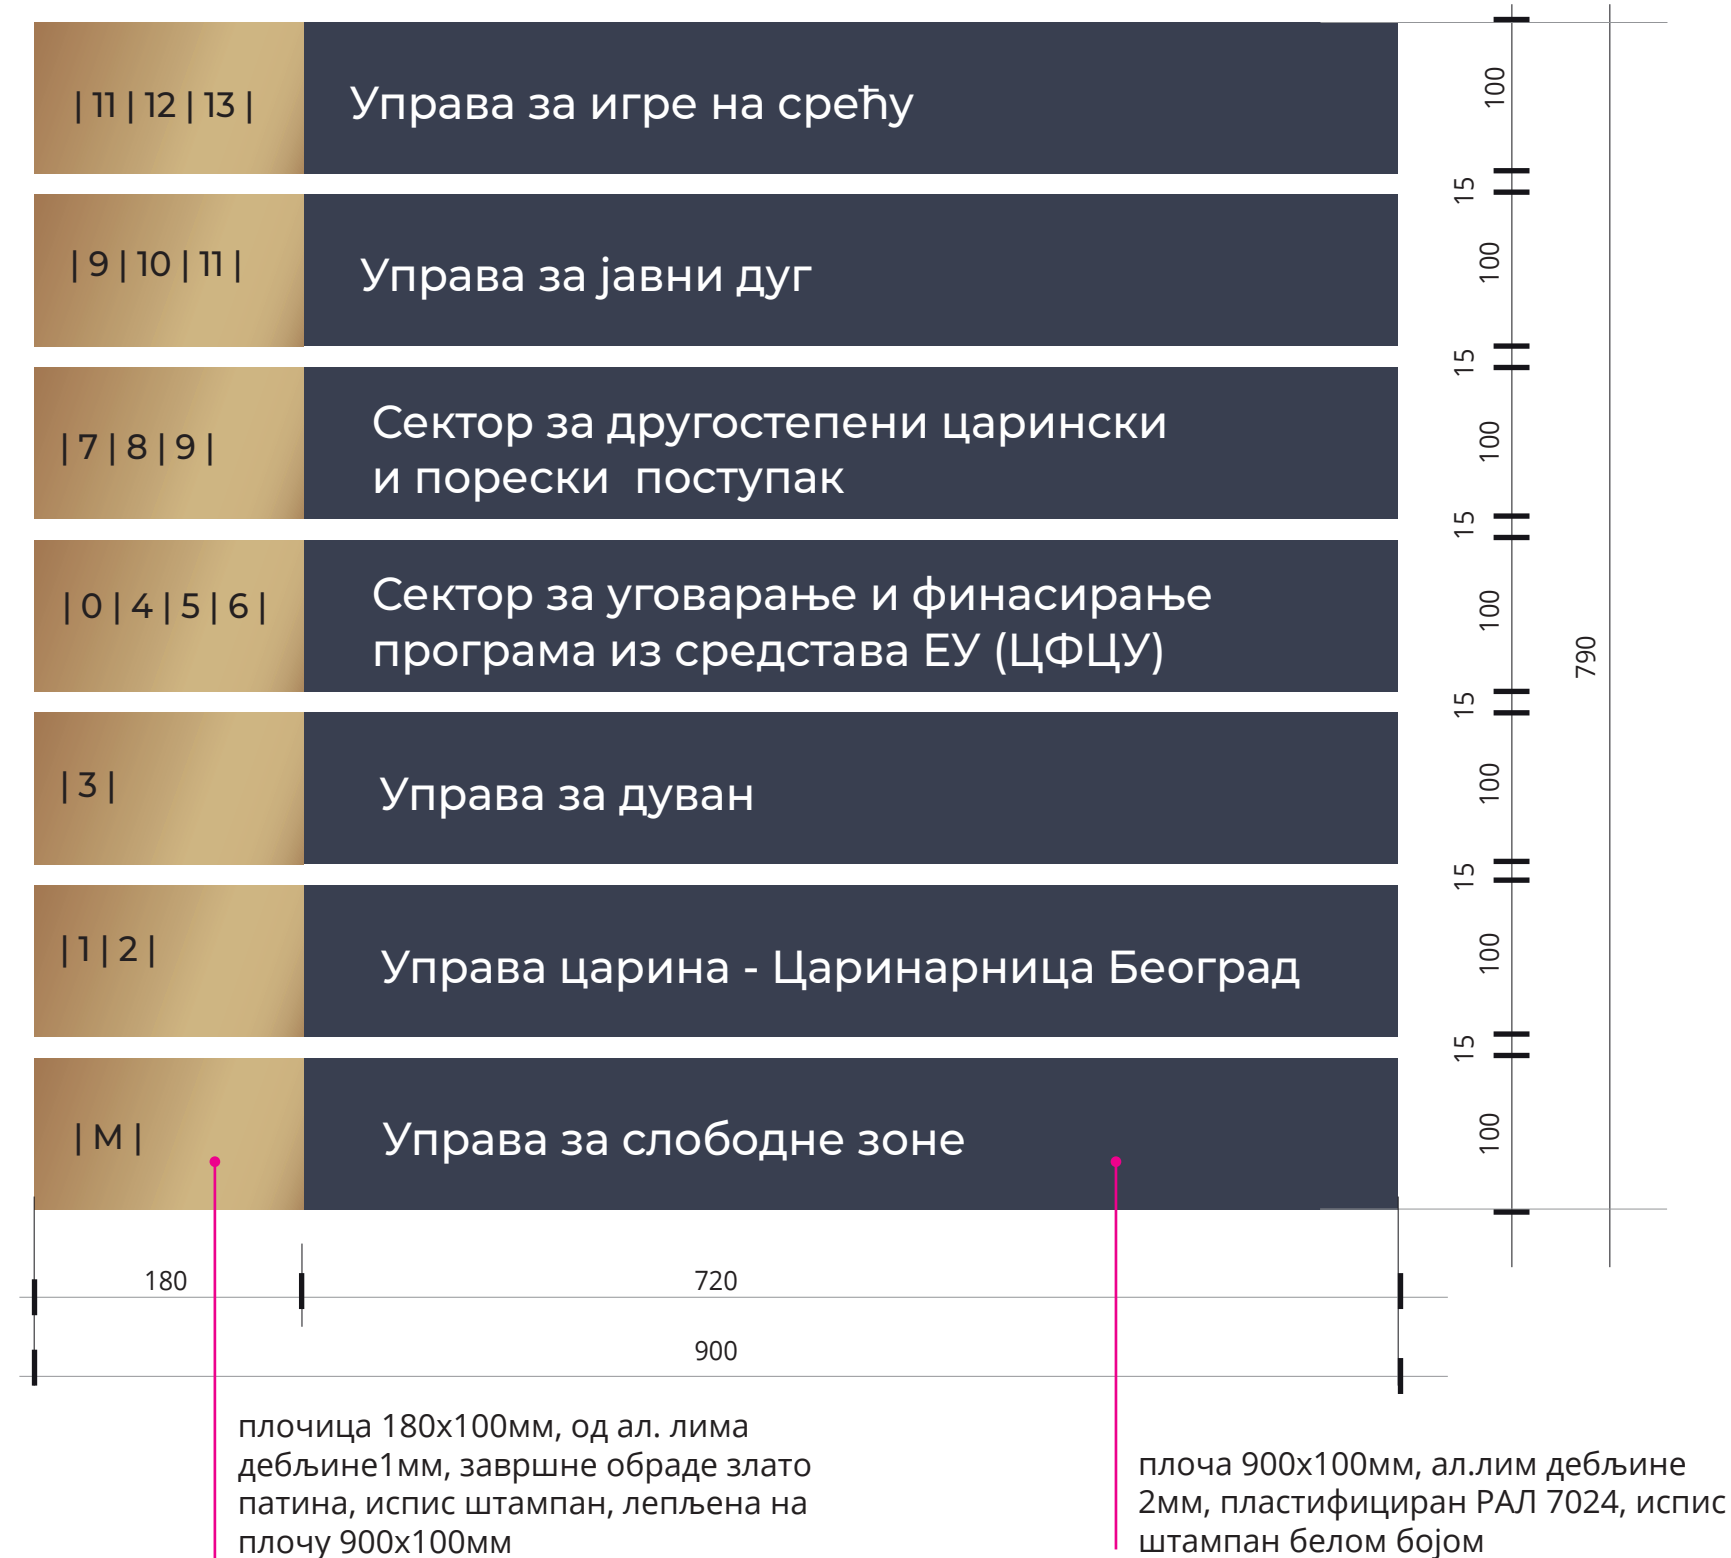 | 11 | 12 | 13 |
Управа за игре на срећу
| 9 | 10 | 11 |
Управа за јавни дуг
| 7 | 8 | 9 |
Сектор за другостепени царински
и порески  поступак
| 0 | 4 | 5 | 6 |
Сектор за уговарање и финасирање
програма из средстава ЕУ (ЦФЦУ)
| 3 |
Управа за дуван
| 1 | 2 |
Управа царина - Царинарница Београд
| М |
Управа за слободне зоне
100
15
100
15
100
15
100
15
100
15
100
15
100
790
180
720
900
плочица 180х100мм, од ал. лима
дебљине1мм, завршне обраде злато
патина, испис штампан, лепљена на
плочу 900х100мм
плоча 900х100мм, ал.лим дебљине
2мм, пластифициран РАЛ 7024, испис
штампан белом бојом